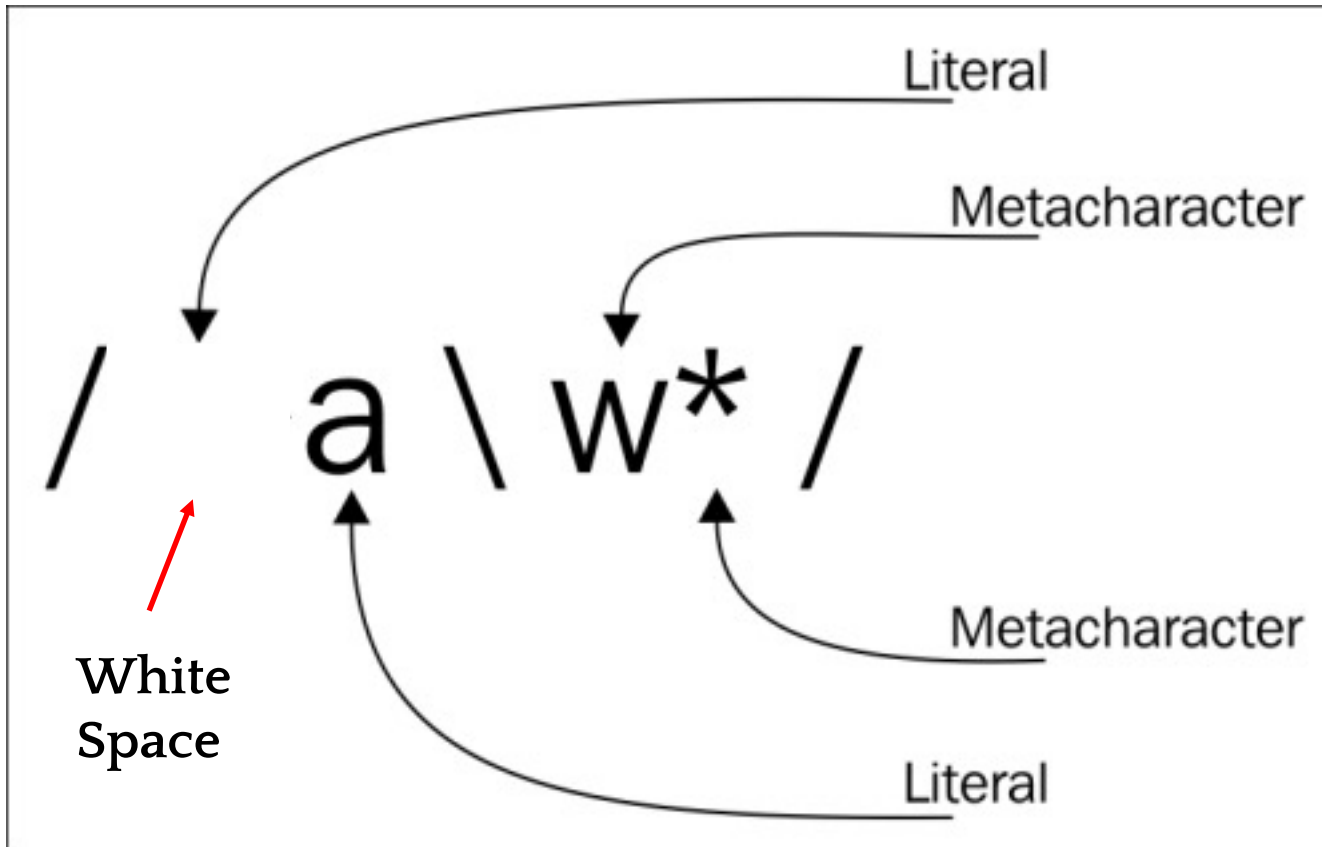 Literal
Metacharacter
/ a\w*/
Metacharacter
White
Space
Literal